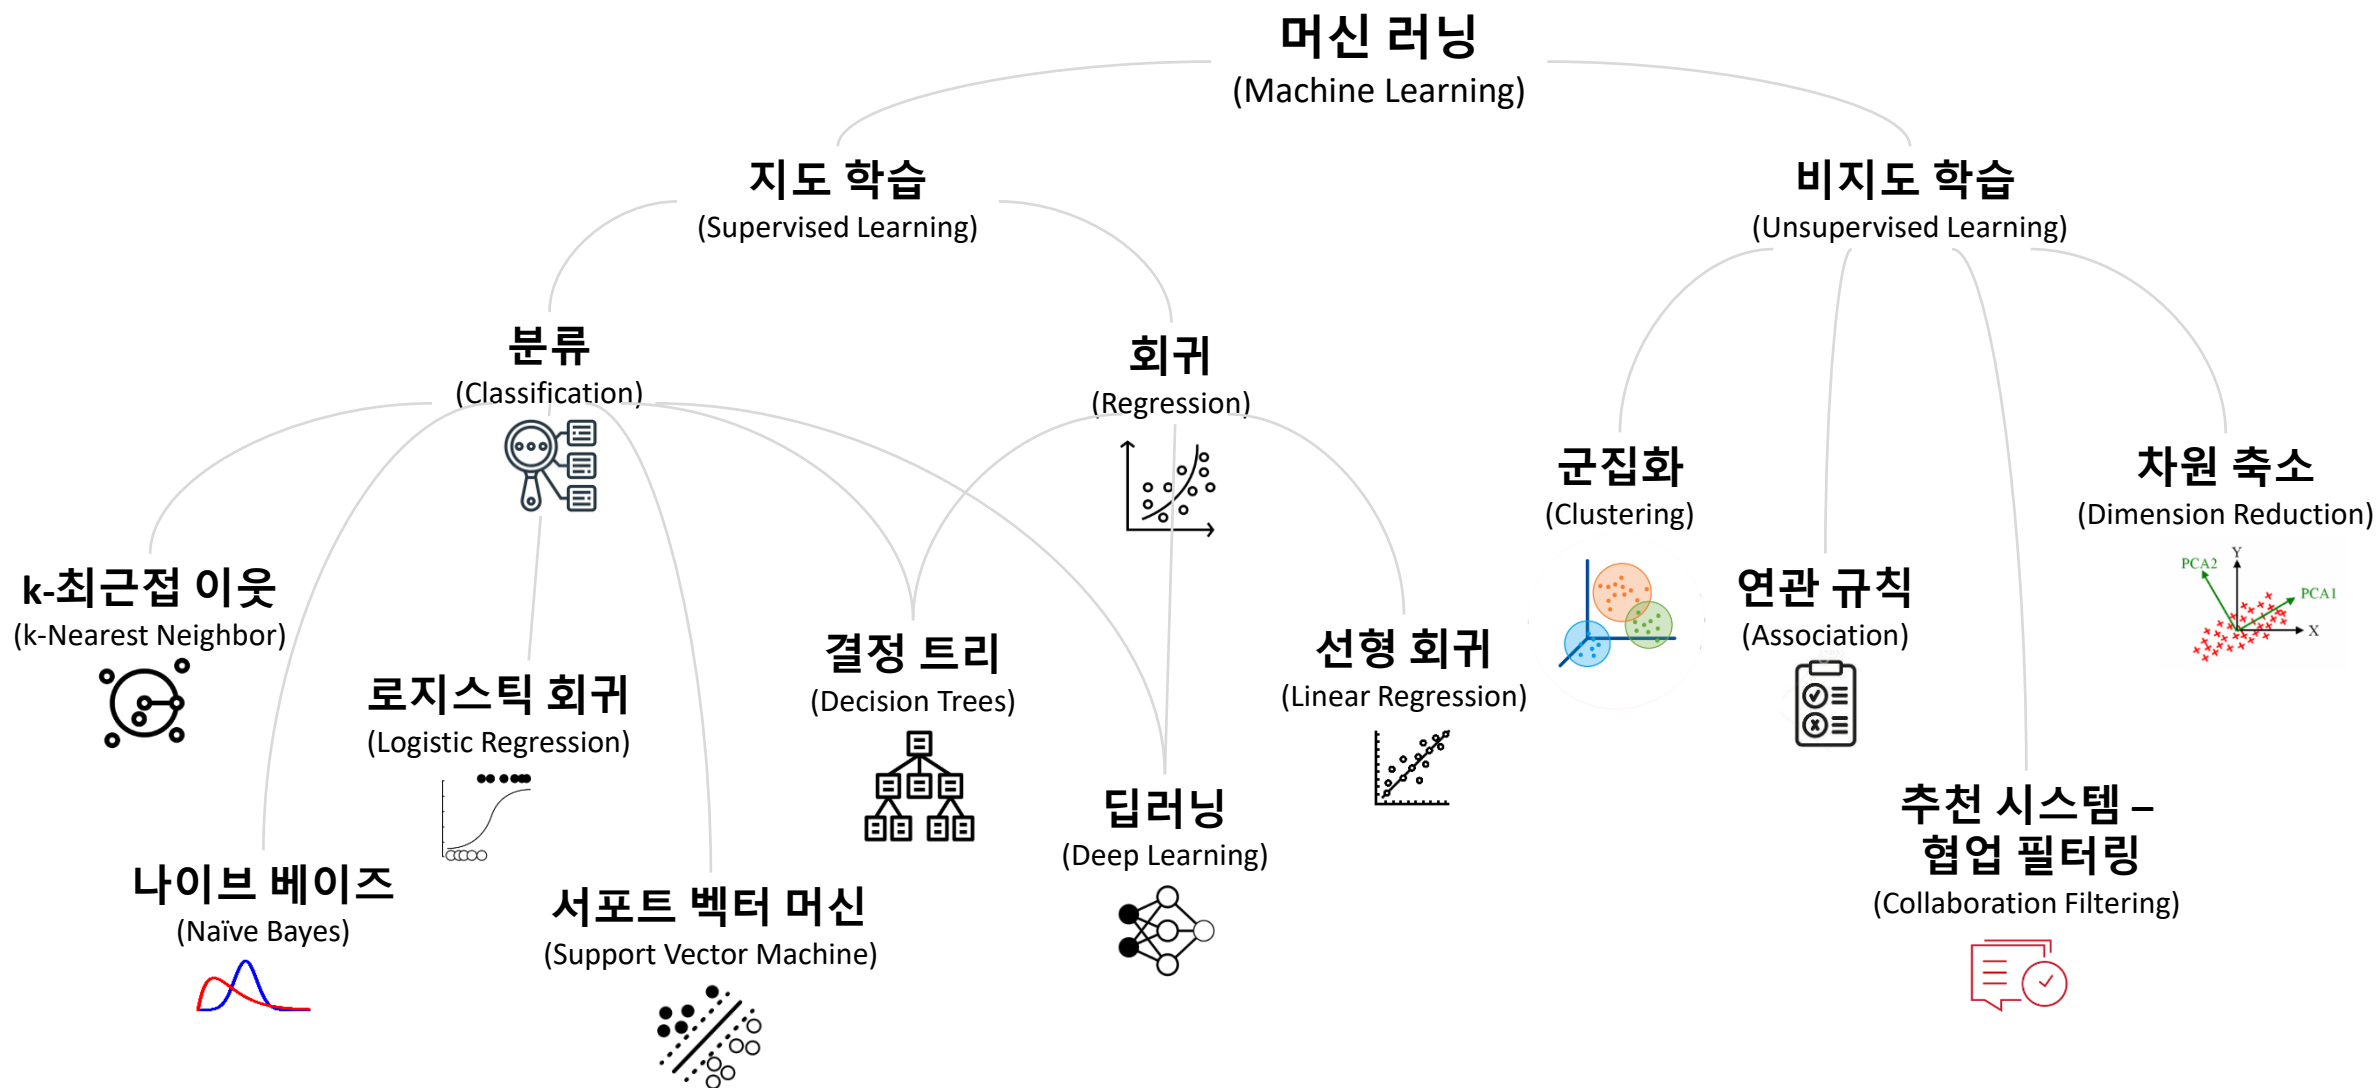 머신 러닝
(Machine Learning)
지도 학습
(Supervised Learning)
비지도 학습
(Unsupervised Learning)
분류
(Classification)
회귀
(Regression)
군집화
(Clustering)
차원 축소
(Dimension Reduction)
PCA2
Y
PCA1
X
k-최근접 이웃
(k-Nearest Neighbor)
연관 규칙
(Association)
결정 트리
(Decision Trees)
선형 회귀
(Linear Regression)
로지스틱 회귀
(Logistic Regression)
딥러닝
(Deep Learning)
추천 시스템 –
협업 필터링
(Collaboration Filtering)
나이브 베이즈
(Naïve Bayes)
서포트 벡터 머신
(Support Vector Machine)